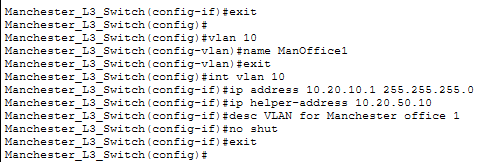 Manchester_L3_Switch(config-if)#exit
Manchester_L3_Switch(config)#
Manchester_L3_Switch(config)#vlan 10
Manchester_L3_Switch(config-vlan)#name ManOffice1
Manchester_L3_Switch(config-vlan)#exit
Manchester_L3_Switch(config)#int vlan 10
Manchester_L3_Switch(config-if)#ip address 10.20.10.1 255.255.255.0
Manchester_L3_Switch(config-if)#ip helper-address 10.20.50.10
Manchester_L3_Switch(config-if)#desc VLAN for Manchester office 1
Manchester_L3_Switch(config-if)#no shut
Manchester_L3_Switch(config-if)#exit
Manchester_L3_Switch(config)#